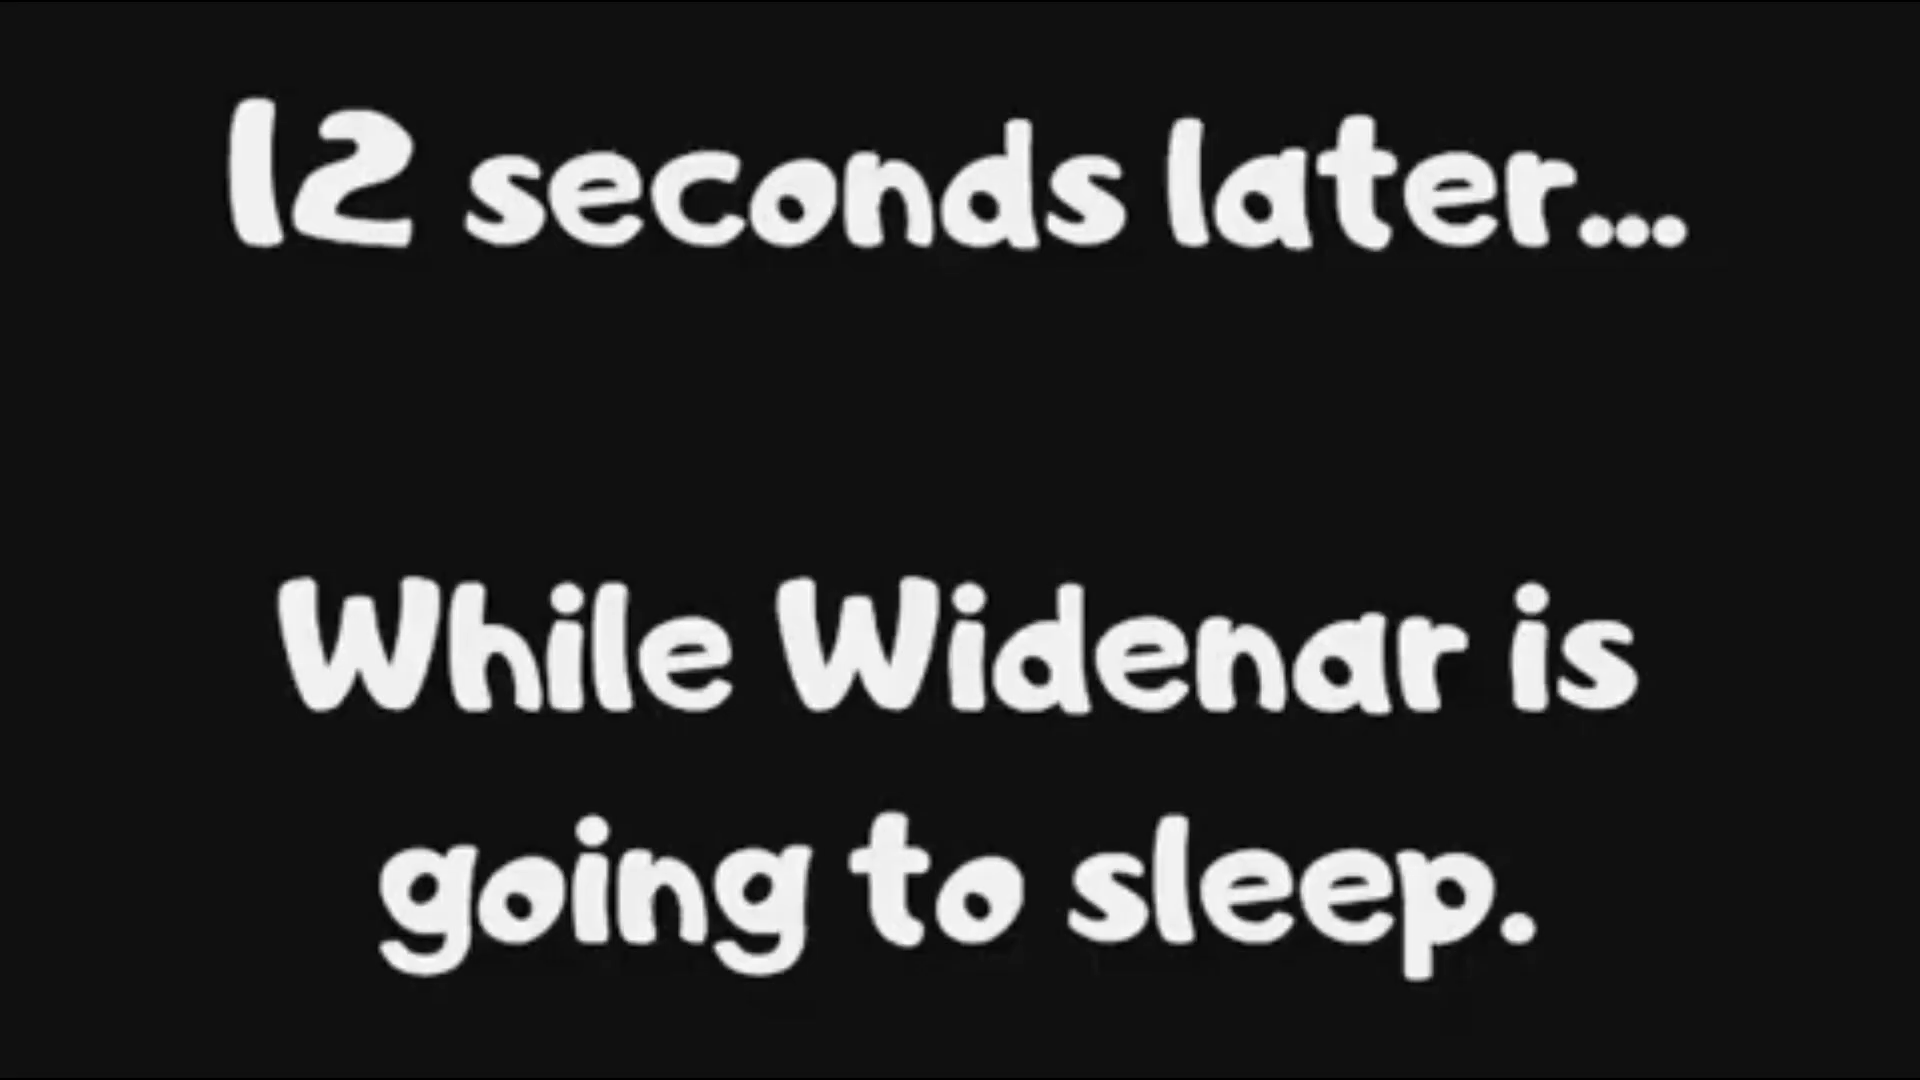 12 seconds later...
While Widenar is
going to sleep.